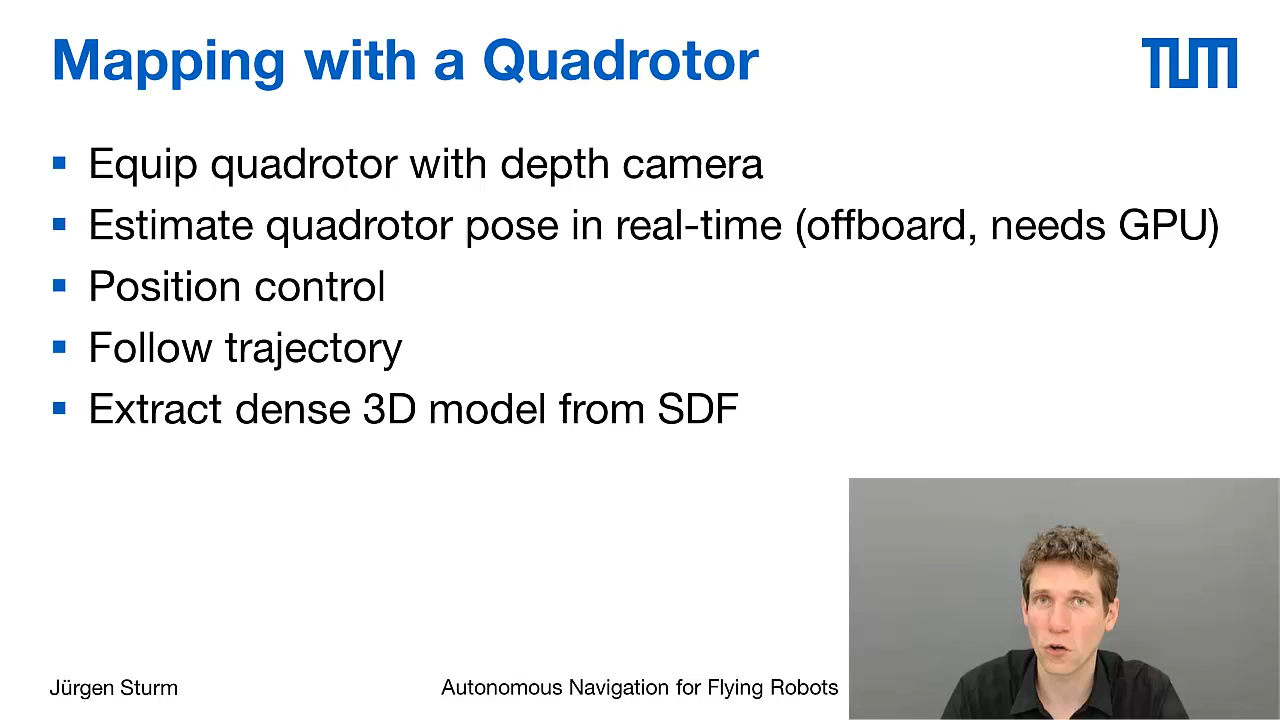 Mapping with a Quadrotor
TUM
Equip quadrotor with depth camera
Estimate quadrotor pose in real-time (offboard, needs GPU)
Position control
Follow trajectory
Extract dense 3D model from SDF
Jürgen Sturm
Autonomous Navigation for Flying Robots